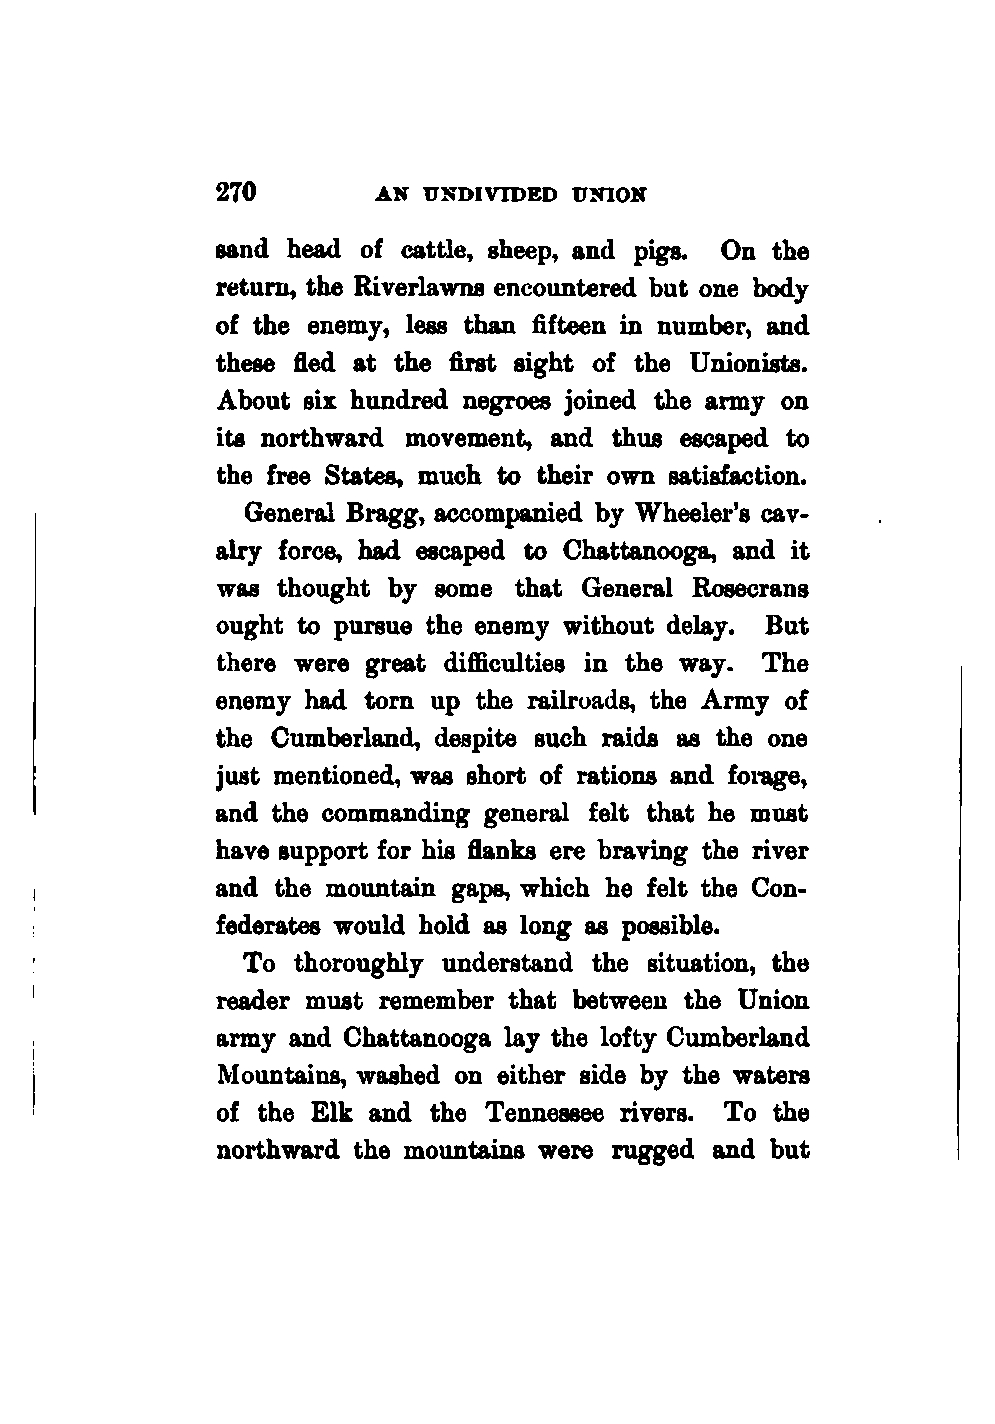 270 AN UNDIVIDED UNION
sand head of cattle, sheep, and pigs. On the
return, the Riverlawns encountered but one body
of the enemy, less than fifteen in number, and
these fled at the first sight of the Unionists.
About six hundred negroes joined the army on
its northward movement, and thus escaped to
the free States, much to their own satisfaction.
General Bragg, accompanied by Wheeler's cav-
alry force, had escaped to Chattanooga, and it
was thought by some that General Rosecrans
ought to pursue the enemy without delay. But
there were great difficulties in the way. The
enemy had torn up the railroads, the Army of
the Cumberland, despite such raids as the one
just mentioned, was short of rations and forage,
and the commanding general felt that he must
have support for his flanks ere braving the river
and the mountain gaps, which he felt the Con-
federates would hold as long as possible.
To thoroughly understand the situation, the
reader must remember that between the Union
army and Chattanooga lay the lofty Cumberland
Mountains, washed on either side by the waters
of the Elk and the Tennessee rivers. To the
northward the mountains were rugged and but